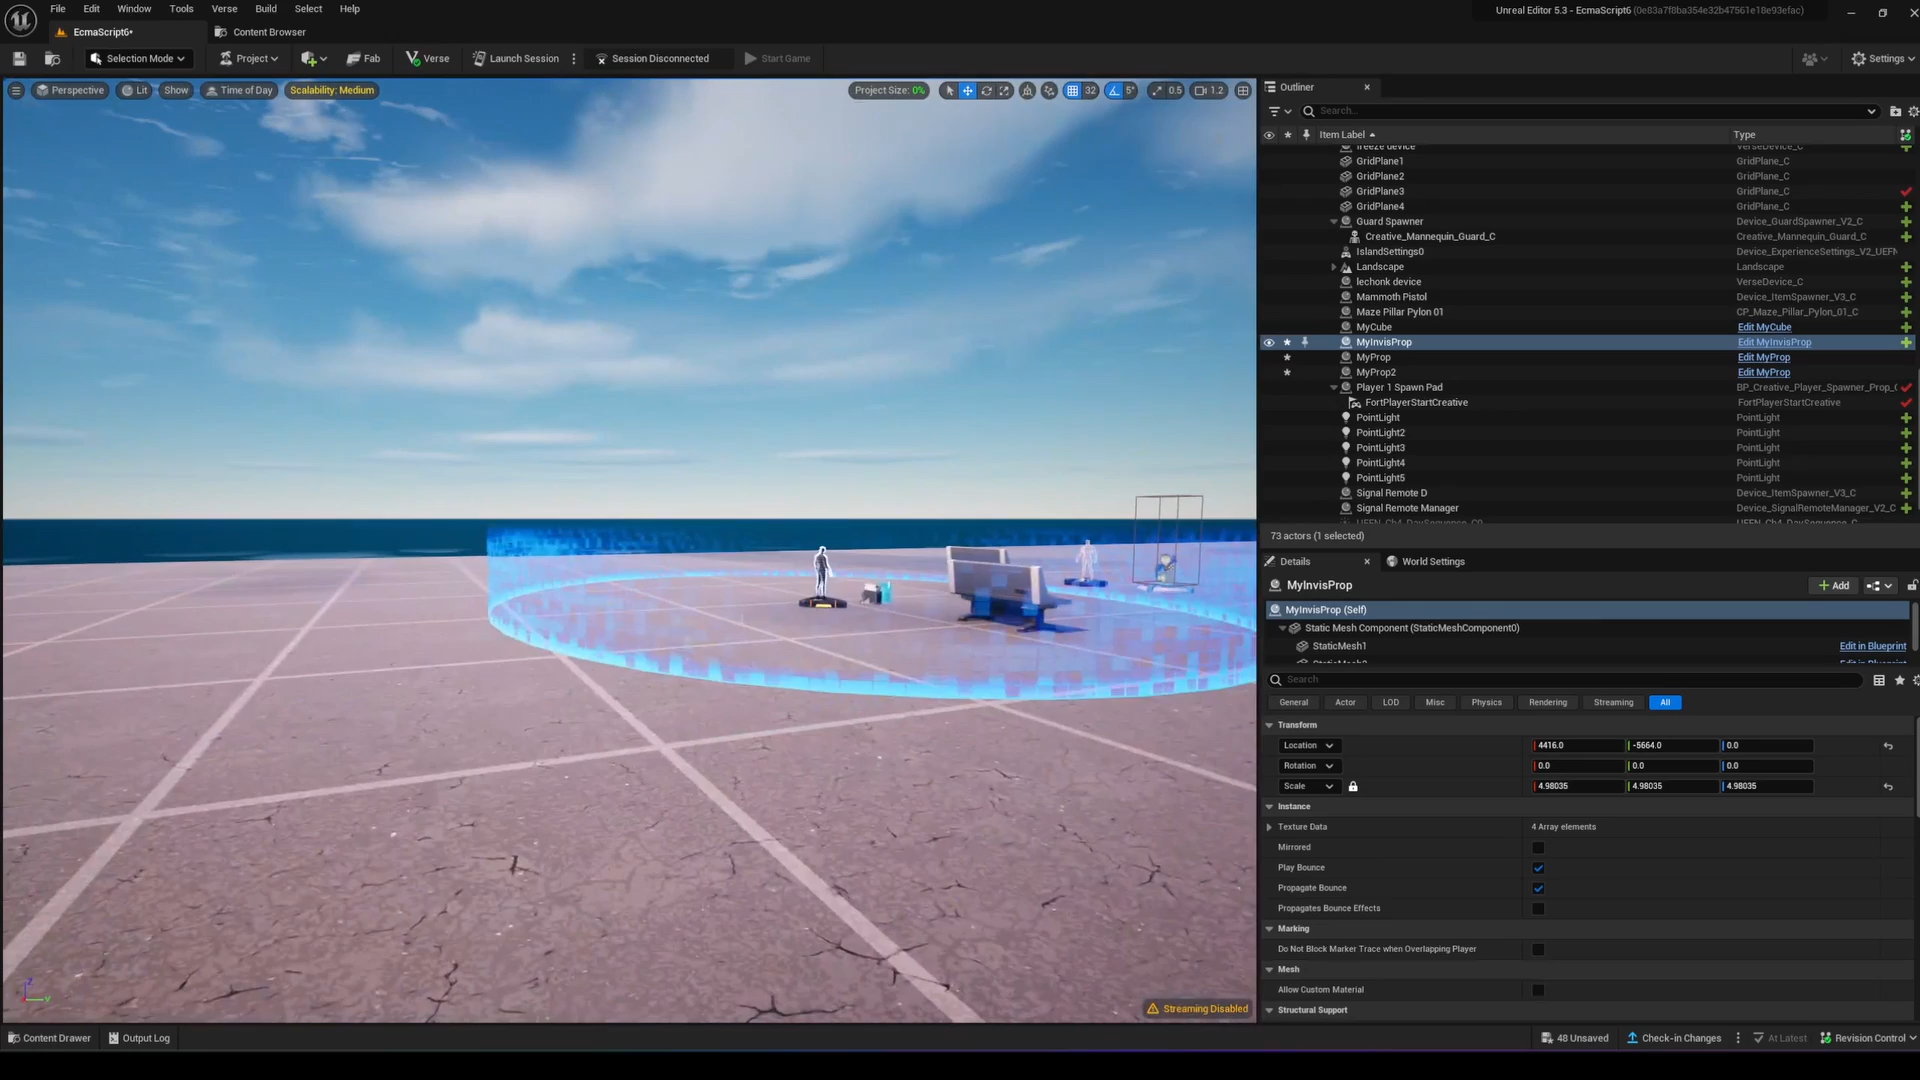 File Edit Window Tools Verse Build Select Help
Unreal Editor 5.3 - EcmaScript6 (0e83a7f8ba354e32b47561e18e93efac)
EcmaScript6*
Content Browser
Selection Mode
Project
Fab
Verse
Launch Session
Session Disconnected
Start Game
Settings
Perspective
Lit
Show
Time of Day
Scalability: Medium
Project Size: 0%
32
5°
0.5
1.2
Outliner
Search...
Item Label
Type
freeze device VerseDevice_C
GridPlane1 GridPlane_C
GridPlane2 GridPlane_C
GridPlane3 GridPlane_C
GridPlane4 GridPlane_C
Guard Spawner Device_GuardSpawner_V2_C
Creative_Mannequin_Guard_C Creative_Mannequin_Guard_C
IslandSettings0 Device_ExperienceSettings_V2_UEFN
Landscape Landscape
lechonk device VerseDevice_C
Mammoth Pistol Device_ItemSpawner_V3_C
Maze Pillar Pylon 01 CP_Maze_Pillar_Pylon_01_C
MyCube Edit MyCube
MyInvisProp Edit MyInvisProp
MyProp Edit MyProp
MyProp2 Edit MyProp
Player 1 Spawn Pad BP_Creative_Player_Spawner_Prop_C
FortPlayerStartCreative FortPlayerStartCreative
PointLight PointLight
PointLight2 PointLight
PointLight3 PointLight
PointLight4 PointLight
PointLight5 PointLight
Signal Remote D Device_ItemSpawner_V3_C
Signal Remote Manager Device_SignalRemoteManager_V2_C
73 actors (1 selected)
Details
World Settings
MyInvisProp
Add
MyInvisProp (Self)
Static Mesh Component (StaticMeshComponent0)
StaticMesh1 Edit in Blueprint
Search
General Actor LOD Misc Physics Rendering Streaming All
Transform
Location 4416.0 -5664.0 0.0
Rotation 0.0 0.0 0.0
Scale 4.98035 4.98035 4.98035
Instance
Texture Data 4 Array elements
Mirrored
Play Bounce
Propagate Bounce
Propagates Bounce Effects
Marking
Do Not Block Marker Trace when Overlapping Player
Mesh
Allow Custom Material
Structural Support
Streaming Disabled
Content Drawer
Output Log
48 Unsaved
Check-in Changes
At Latest
Revision Control